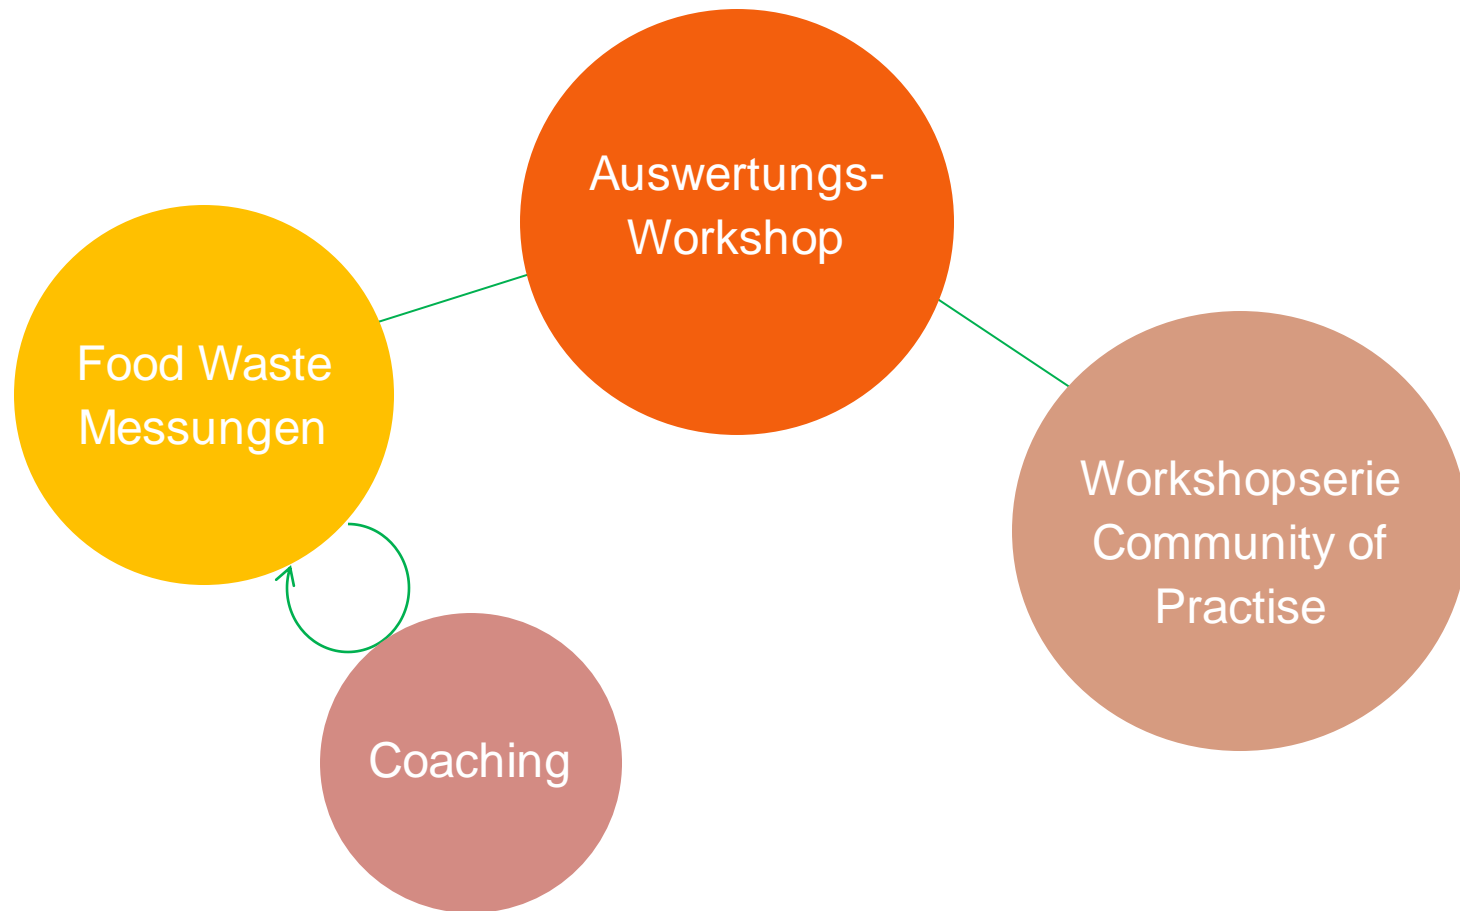 Auswertungs-
Workshop
Food Waste
Messungen
Workshopserie
Community of
Practise
Coaching